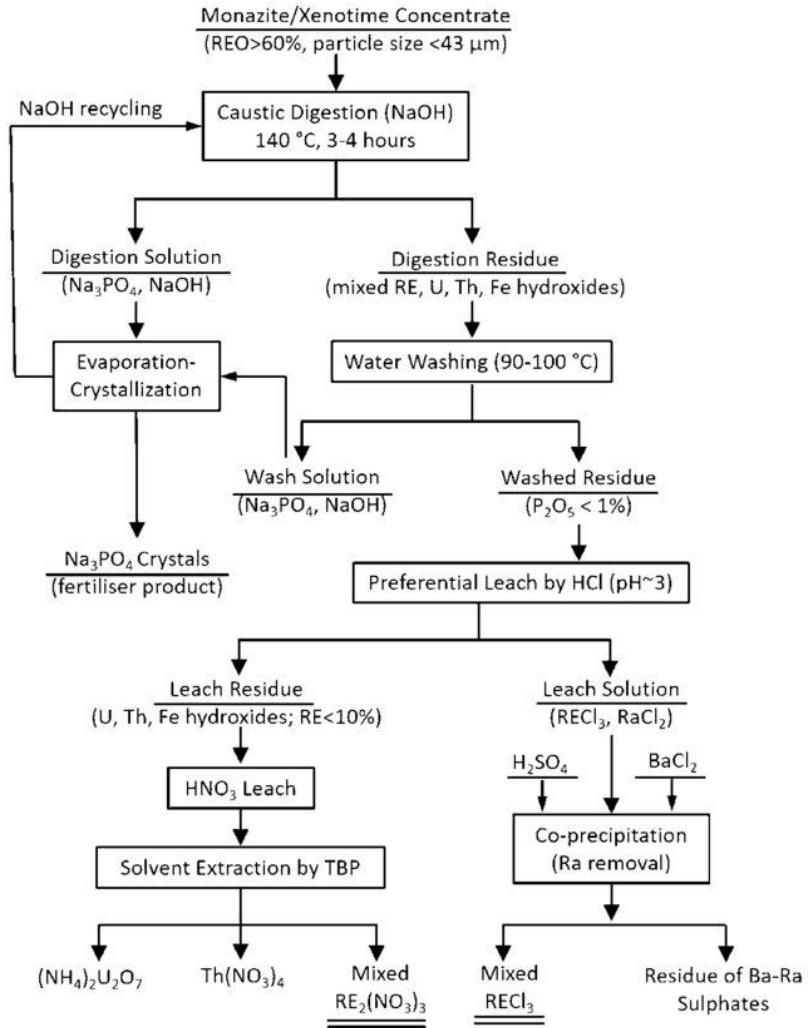 Monazite/Xenotime Concentrate
(REO>60%, particle size <43 µm)
NaOH recycling
Caustic Digestion (NaOH)
140 °C, 3-4 hours
Digestion Solution
(Na₃PO₄, NaOH)
Digestion Residue
(mixed RE, U, Th, Fe hydroxides)
Evaporation-
Crystallization
Water Washing (90-100 °C)
Wash Solution
(Na₃PO₄, NaOH)
Washed Residue
(P₂O₅ < 1%)
Na₃PO₄ Crystals
(fertiliser product)
Preferential Leach by HCl (pH~3)
Leach Residue
(U, Th, Fe hydroxides; RE<10%)
Leach Solution
(RECl₃, RaCl₂)
HNO₃ Leach
H₂SO₄
BaCl₂
Co-precipitation
(Ra removal)
Solvent Extraction by TBP
(NH₄)₂U₂O₇
Th(NO₃)₄
Mixed
RE₂(NO₃)₃
Mixed
RECl₃
Residue of Ba-Ra
Sulphates